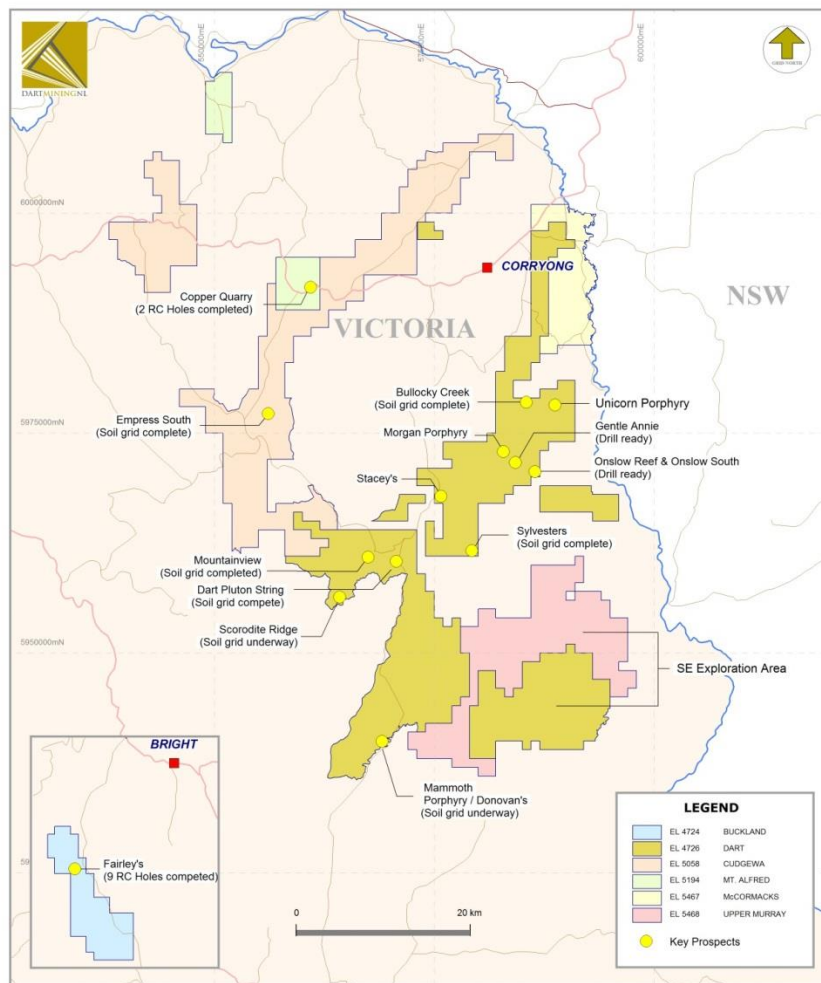 DARTMINING.NL
550000mE
575000mE
600000mE
GRID NORTH
6000000mN
CORRYONG
NSW
VICTORIA
Copper Quarry
(2 RC Holes completed)
Bullocky Creek
(Soil grid complete)
Unicorn Porphyry
5975000mN
Empress South
(Soil grid complete)
Morgan Porphyry
Gentle Annie
(Drill ready)
Onslow Reef & Onslow South
(Drill ready)
Stacey's
Sylvesters
(Soil grid complete)
Mountainview
(Soil grid completed)
Dart Pluton String
(Soil grid compete)
Scorodite Ridge
(Soil grid underway)
5950000mN
SE Exploration Area
BRIGHT
Mammoth
Porphyry / Donovan's
(Soil grid underway)
Fairley's
(9 RC Holes competed)
0 20 km
LEGEND
EL 4724 BUCKLAND
EL 4726 DART
EL 5058 CUDGEWA
EL 5194 MT. ALFRED
EL 5467 McCORMACKS
EL 5468 UPPER MURRAY
Key Prospects